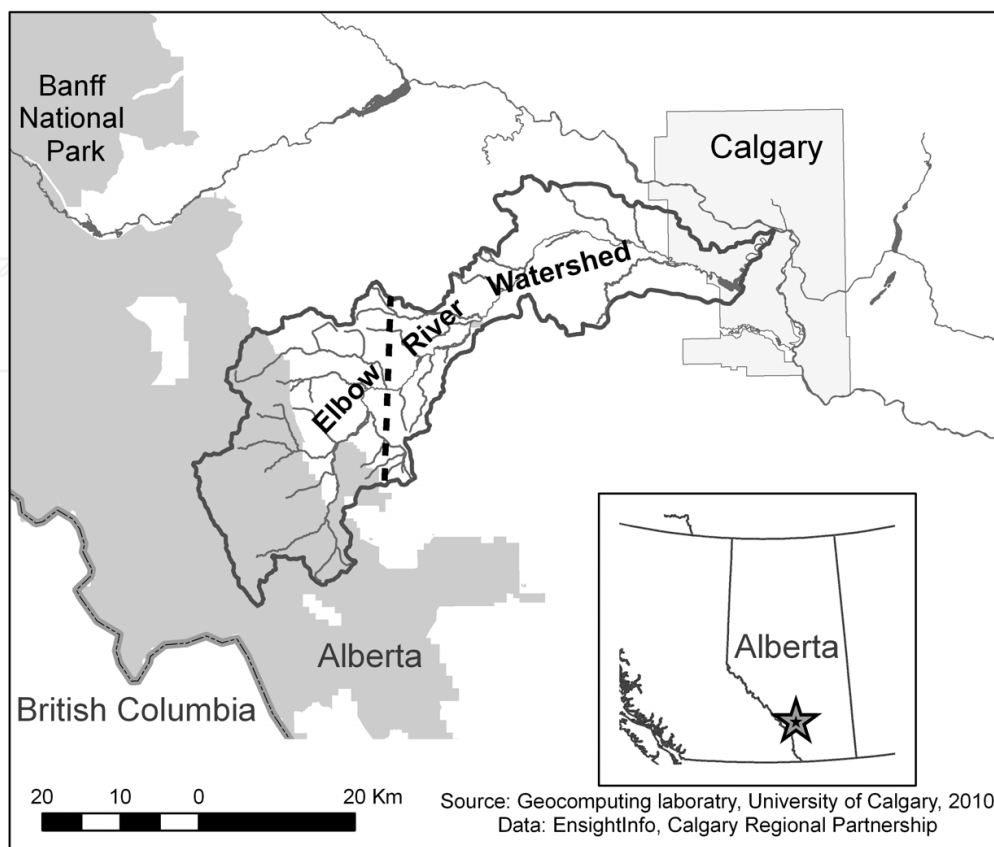 Banff
National
Park
Calgary
Elbow River Watershed
Alberta
British Columbia
Alberta
20 10 0 20 Km
Source: Geocomputing laboratry, University of Calgary, 2010
Data: EnsightInfo, Calgary Regional Partnership